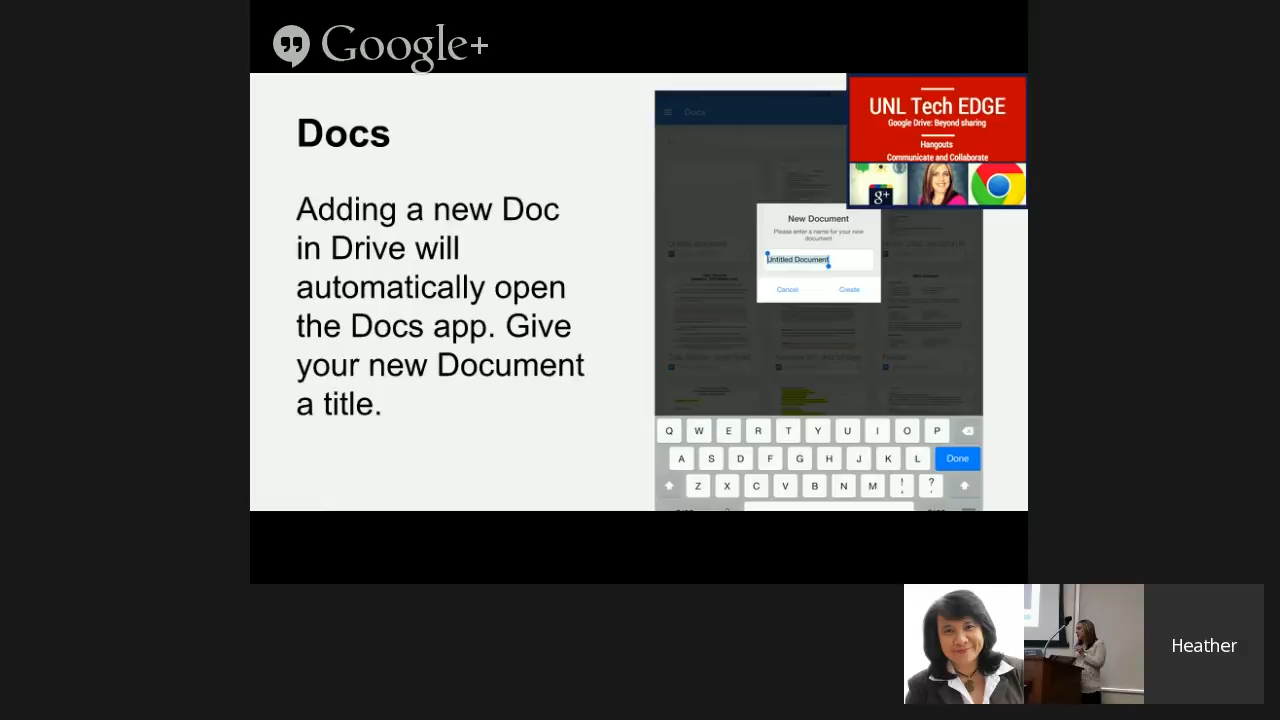 Google+
Docs
Adding a new Doc
in Drive will
automatically open
the Docs app. Give
your new Document
a title.
Docs
UNL Tech EDGE
Google Drive: Beyond sharing
Hangouts
Communicate and Collaborate
g+
New Document
Please enter a name for your new
document
Untitled Document
Cancel Create
Q W E R T Y U I O P
A S D F G H J K L Done
Z X C V B N M ! , ? .
Heather